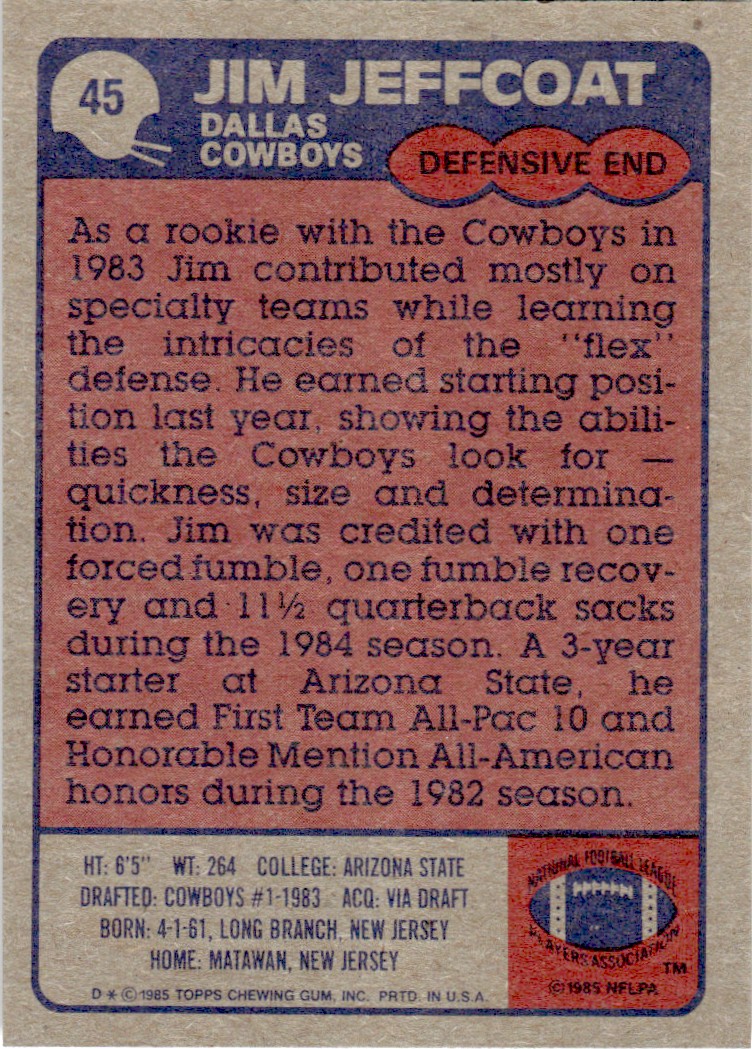 45
JIM JEFFCOAT
DALLAS
COWBOYS
DEFENSIVE END
As a rookie with the Cowboys in
1983 Jim contributed mostly on
specialty teams while learning
the intricacies of the "flex"
defense. He earned starting posi-
tion last year, showing the abili-
ties the Cowboys look for —
quickness, size and determina-
tion. Jim was credited with one
forced fumble, one fumble recov-
ery and 11½ quarterback sacks
during the 1984 season. A 3-year
starter at Arizona State, he
earned First Team All-Pac 10 and
Honorable Mention All-American
honors during the 1982 season.
HT: 6'5" WT: 264 COLLEGE: ARIZONA STATE
DRAFTED: COWBOYS #1-1983 ACQ: VIA DRAFT
BORN: 4-1-61, LONG BRANCH, NEW JERSEY
HOME: MATAWAN, NEW JERSEY
D * © 1985 TOPPS CHEWING GUM, INC. PRTD. IN U.S.A.
NATIONAL FOOTBALL LEAGUE
PLAYERS ASSOCIATION
TM
© 1985 NFLPA